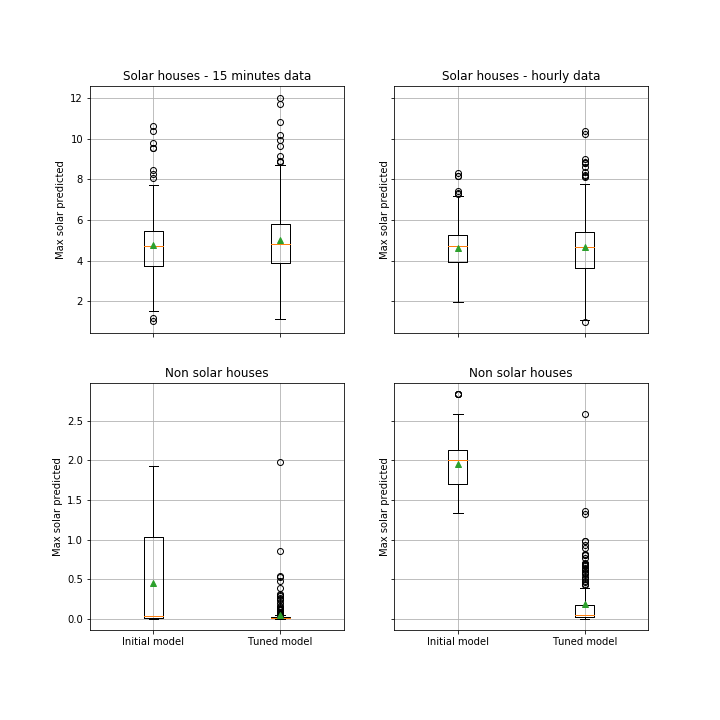 Solar houses - 15 minutes data
Solar houses - hourly data
12
10
8
6
4
2
Max solar predicted
Max solar predicted
Non solar houses
Non solar houses
2.5
2.0
1.5
1.0
0.5
0.0
Max solar predicted
Max solar predicted
Initial model
Tuned model
Initial model
Tuned model